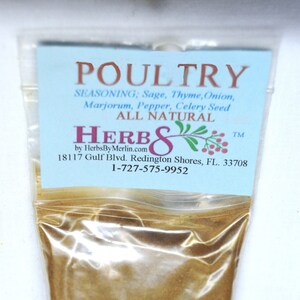 POULTRY
SEASONING; Sage, Thyme,Onion,
Marjorum, Pepper, Celery Seed
ALL NATURAL
HERBS ™
by HerbsByMerlin.com
18117 Gulf Blvd. Redington Shores, FL. 33708
1-727-575-9952